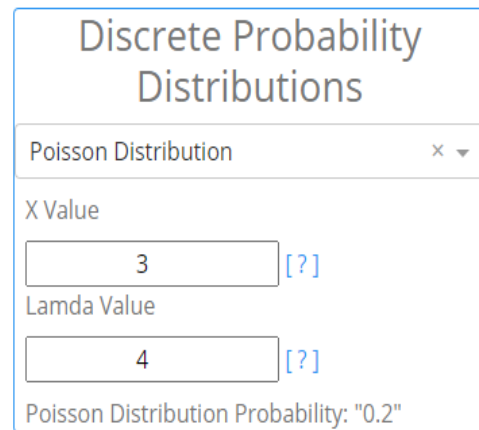 Discrete Probability
Distributions
Poisson Distribution × 
X Value
3 [ ? ]
Lamda Value
4 [ ? ]
Poisson Distribution Probability: "0.2"